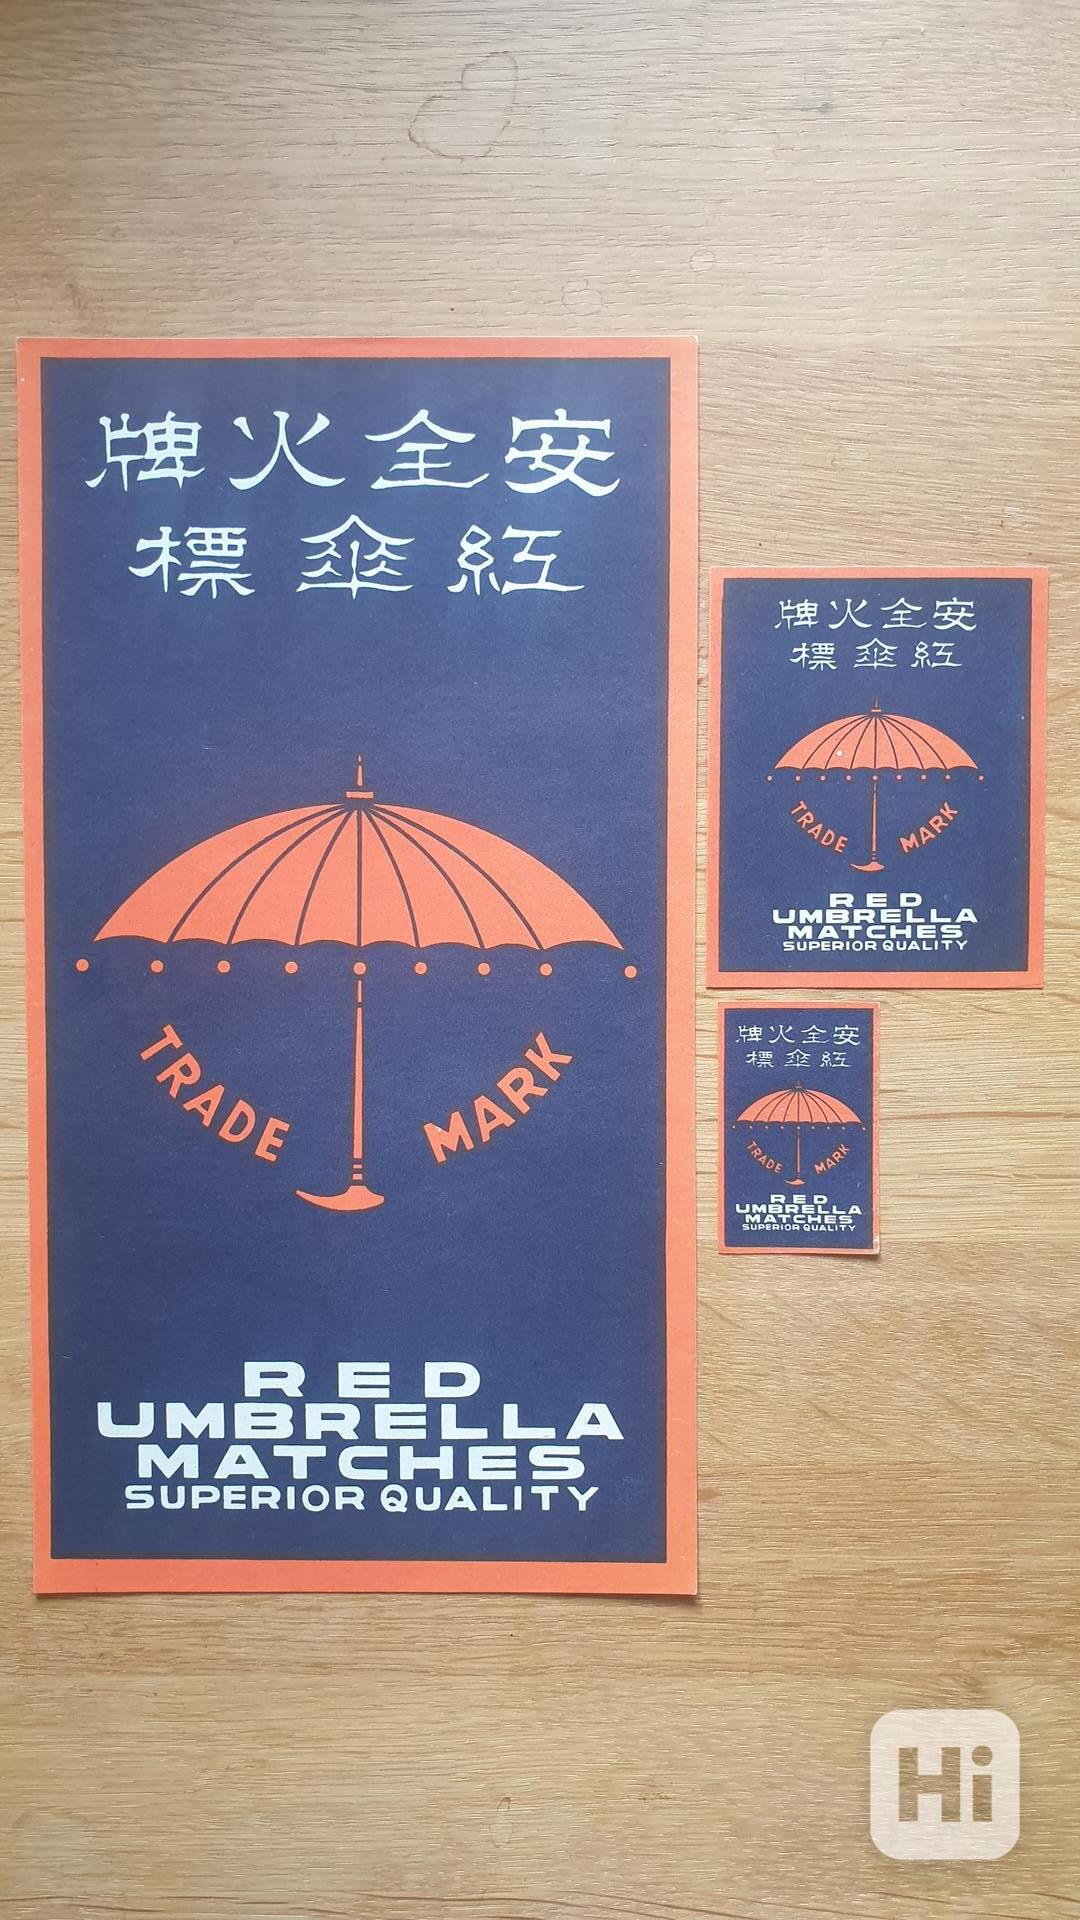 安全火牌
紅傘標
TRADE MARK
RED
UMBRELLA
MATCHES
SUPERIOR QUALITY
安全火牌
紅傘標
TRADE MARK
RED
UMBRELLA
MATCHES
SUPERIOR QUALITY
安全火牌
紅傘標
TRADE MARK
RED
UMBRELLA
MATCHES
SUPERIOR QUALITY
Hi